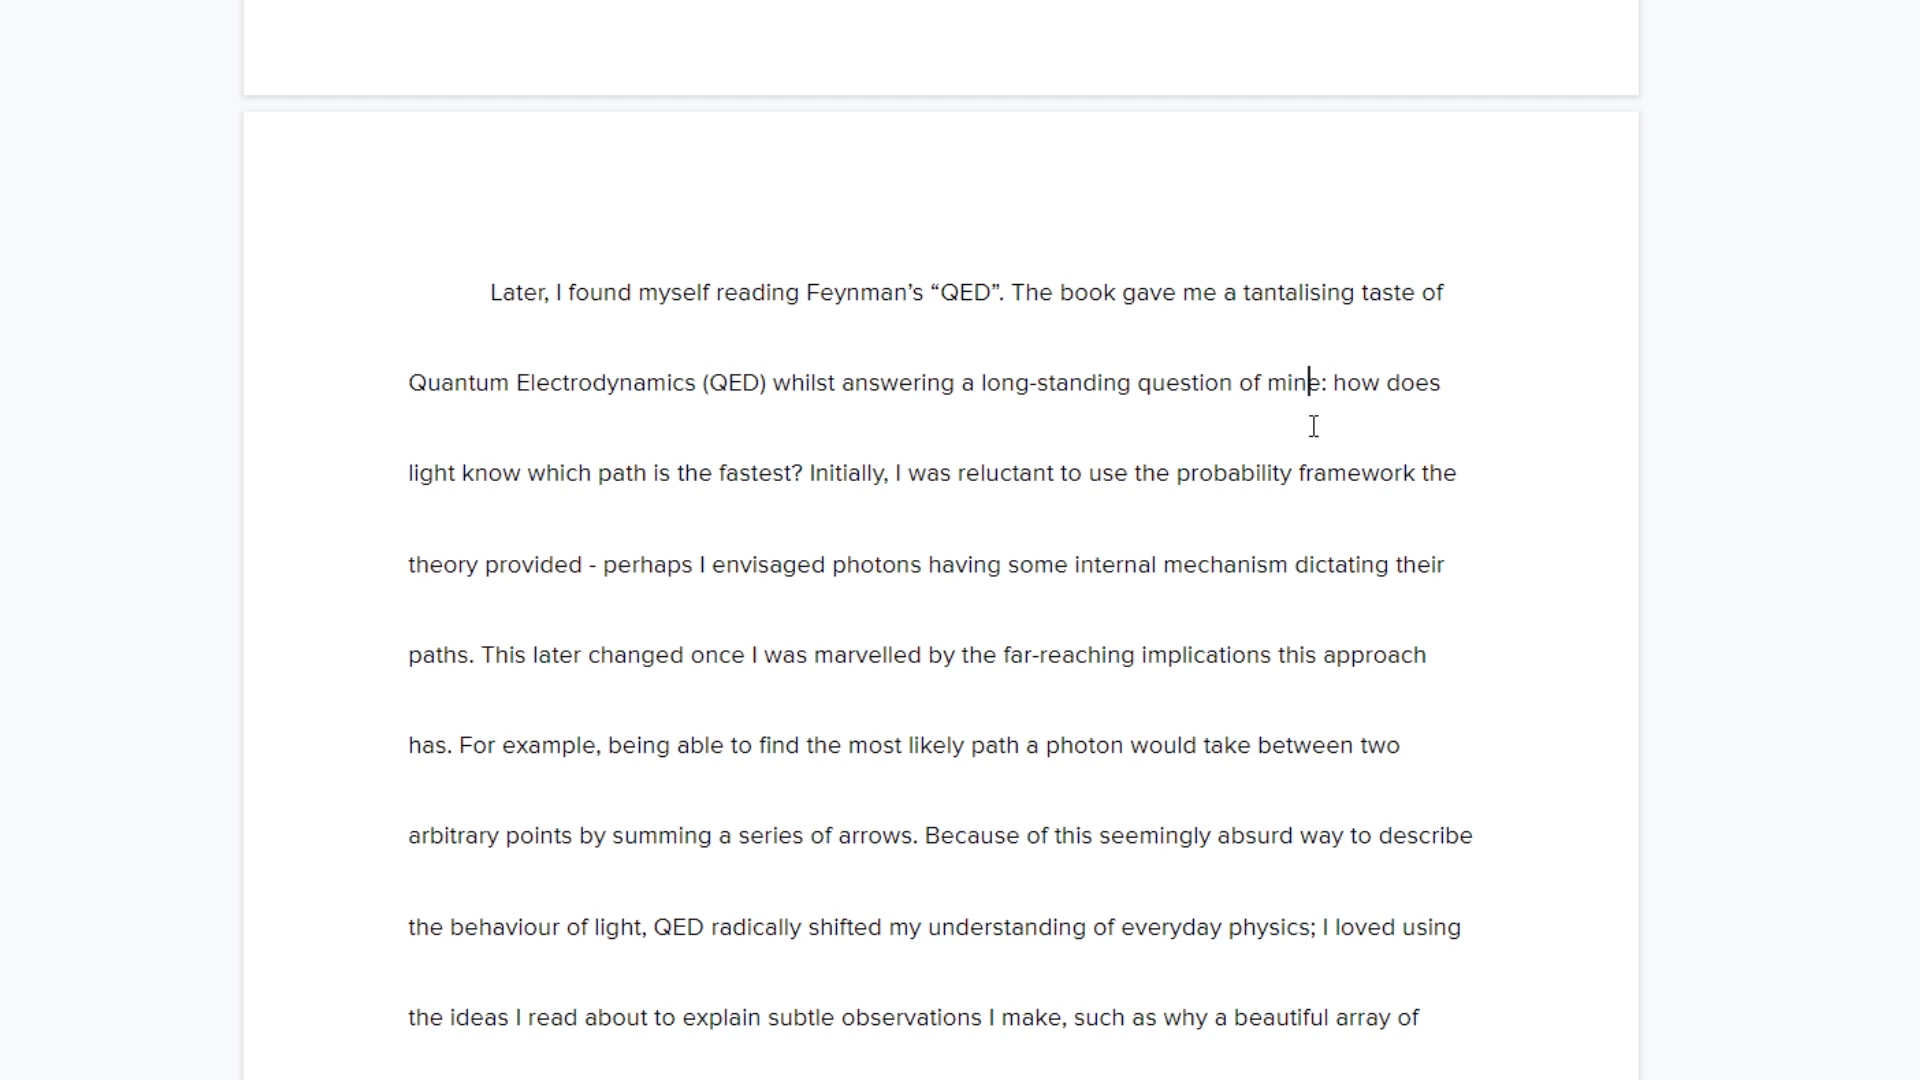 Later, I found myself reading Feynman’s “QED”. The book gave me a tantalising taste of
Quantum Electrodynamics (QED) whilst answering a long-standing question of mine: how does
light know which path is the fastest? Initially, I was reluctant to use the probability framework the
theory provided - perhaps I envisaged photons having some internal mechanism dictating their
paths. This later changed once I was marvelled by the far-reaching implications this approach
has. For example, being able to find the most likely path a photon would take between two
arbitrary points by summing a series of arrows. Because of this seemingly absurd way to describe
the behaviour of light, QED radically shifted my understanding of everyday physics; I loved using
the ideas I read about to explain subtle observations I make, such as why a beautiful array of